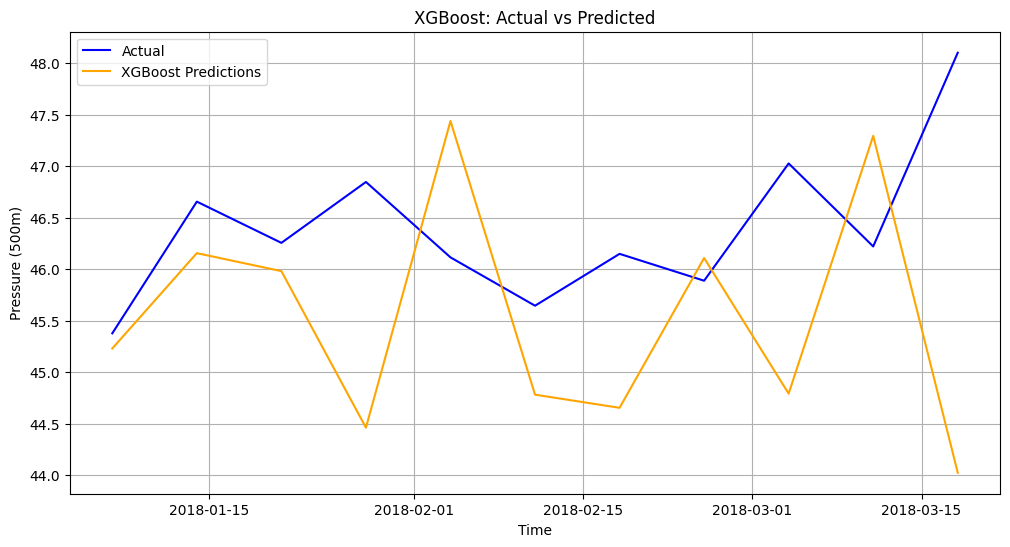 XGBoost: Actual vs Predicted
Actual
XGBoost Predictions
48.0
47.5
47.0
46.5
46.0
45.5
45.0
44.5
44.0
Pressure (500m)
2018-01-15
2018-02-01
2018-02-15
2018-03-01
2018-03-15
Time